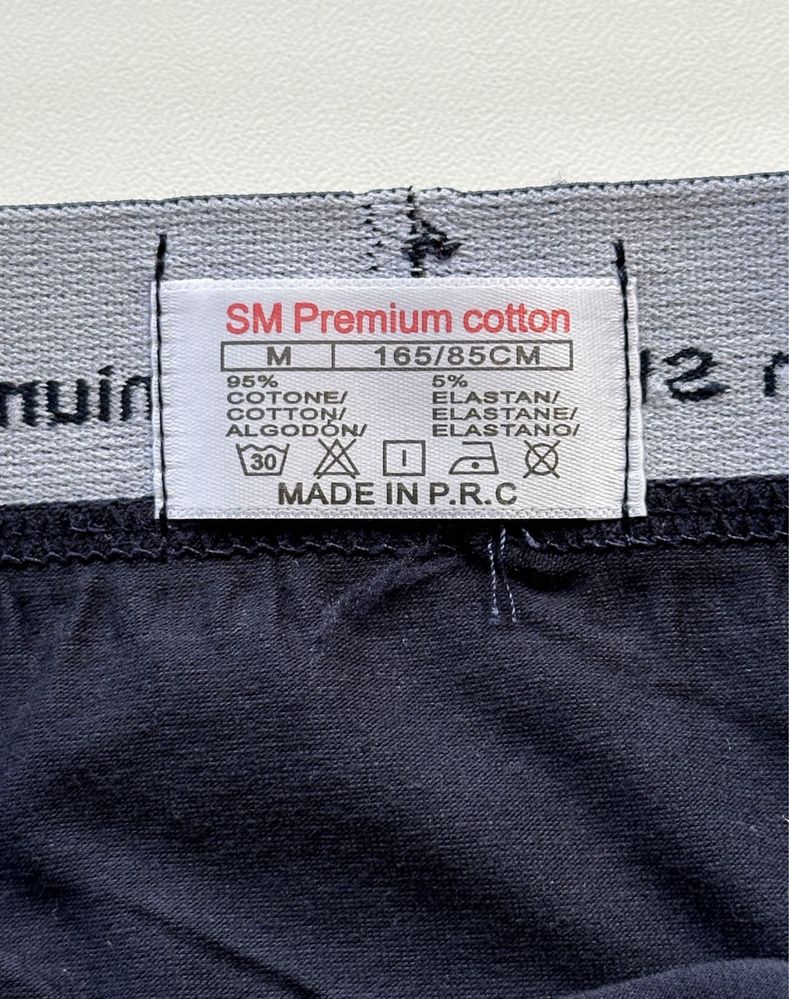 SM Premium cotton
M 165/85CM
95% 5%
COTONE/ ELASTAN/
COTTON/ ELASTANE/
ALGODÓN/ ELASTANO/
30
MADE IN P.R.C